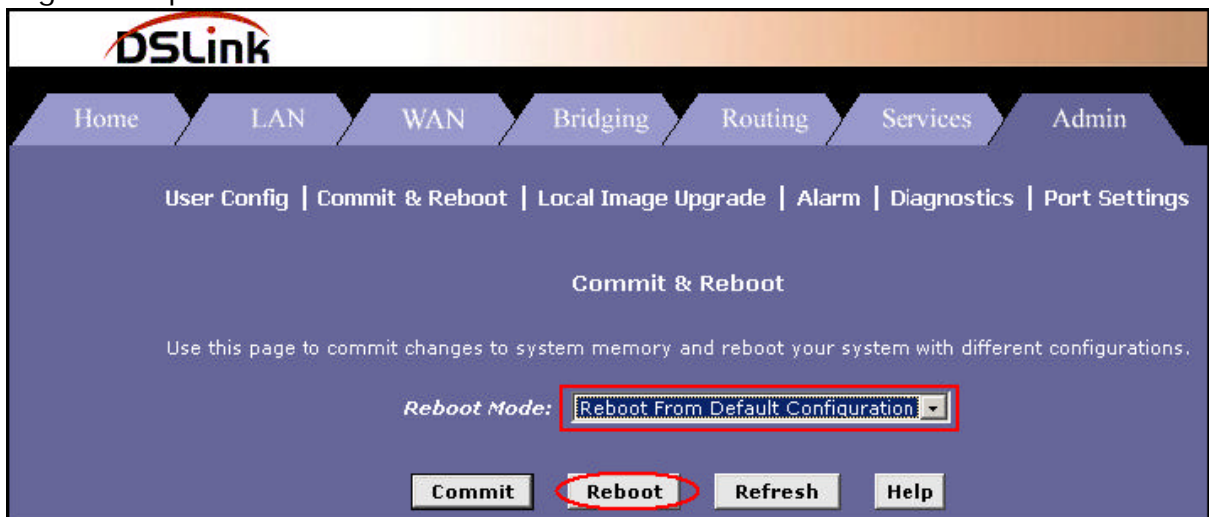 DSLink
Home LAN WAN Bridging Routing Services Admin
User Config | Commit & Reboot | Local Image Upgrade | Alarm | Diagnostics | Port Settings
Commit & Reboot
Use this page to commit changes to system memory and reboot your system with different configurations.
Reboot Mode: Reboot From Default Configuration
Commit Reboot Refresh Help